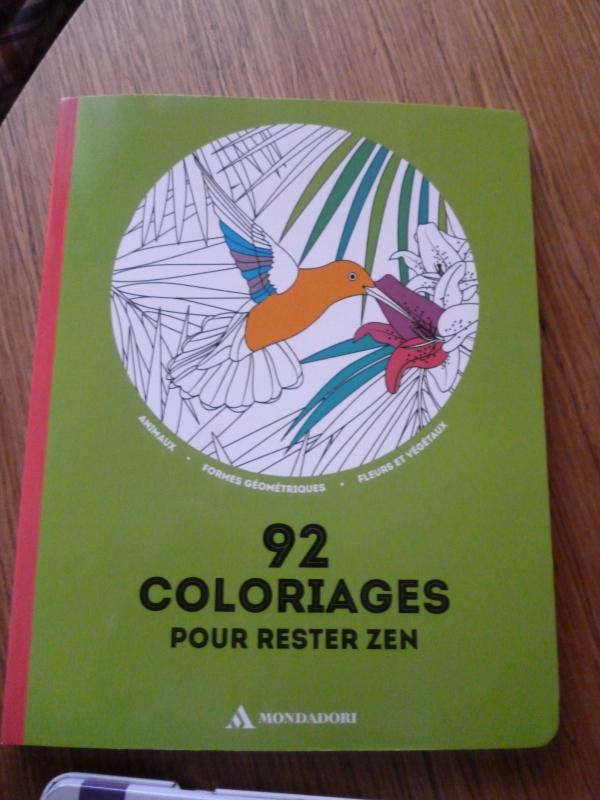 ANIMAUX • FORMES GÉOMÉTRIQUES • FLEURS ET VÉGÉTAUX
92
COLORIAGES
POUR RESTER ZEN
MONDADORI